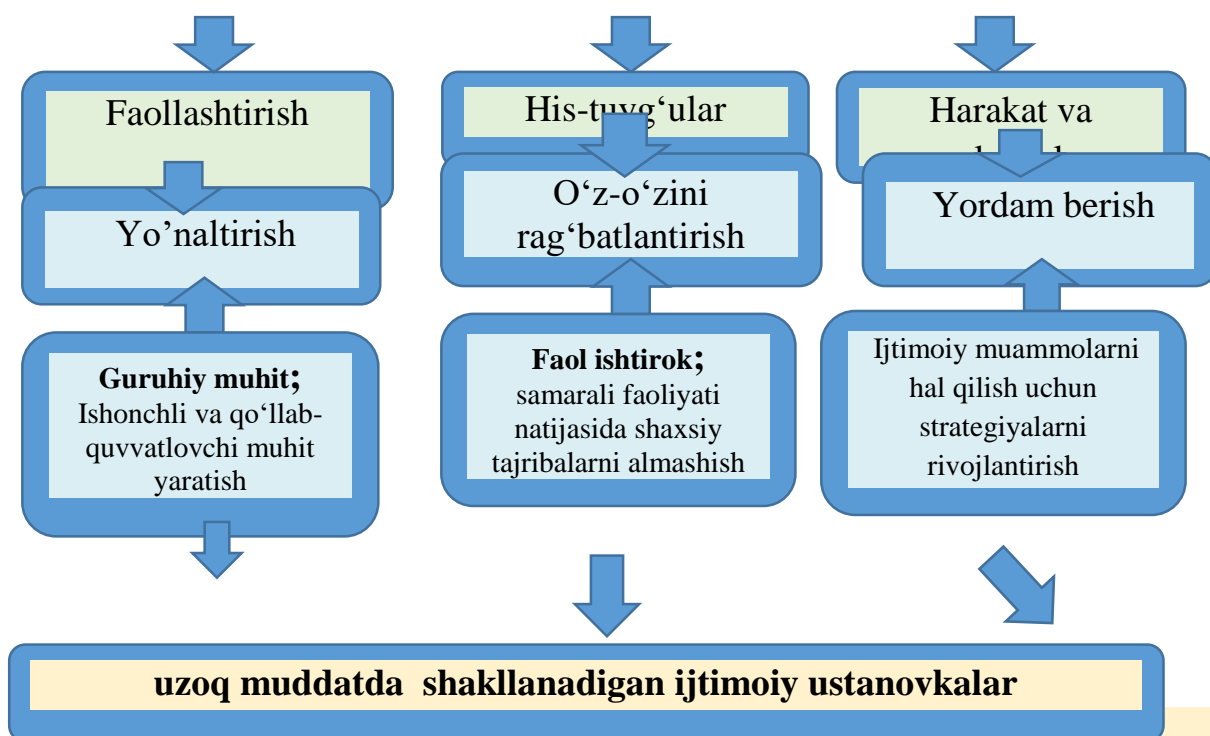 Faollashtirish
Yo’naltirish
Guruhiy muhit;
Ishonchli va qo‘llab-
quvvatlovchi muhit
yaratish
His-tuyg‘ular
O‘z-o‘zini
rag‘batlantirish
Faol ishtirok;
samarali faoliyati
natijasida shaxsiy
tajribalarni almashish
Harakat va
Yordam berish
Ijtimoiy muammolarni
hal qilish uchun
strategiyalarni
rivojlantirish
uzoq muddatda shakllanadigan ijtimoiy ustanovkalar